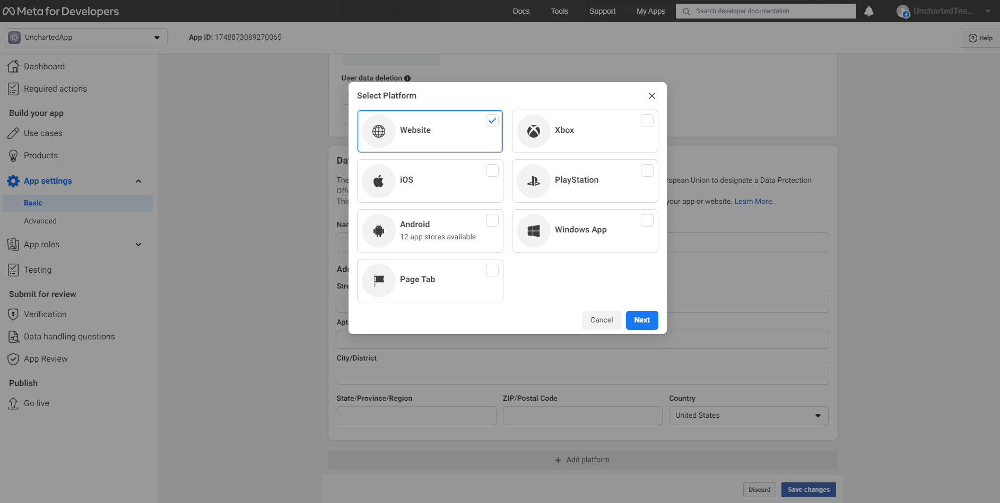 Meta for Developers
Docs
Tools
Support
My Apps
Search developer documentation
UnchartedTea...
UnchartedApp
App ID: 1748873089270065
Help
Dashboard
Required actions
Build your app
Use cases
Products
App settings
Basic
Advanced
App roles
Testing
Submit for review
Verification
Data handling questions
App Review
Publish
Go live
User data deletion
Select Platform
Website
Xbox
iOS
PlayStation
Android
12 app stores available
Windows App
Page Tab
Cancel
Next
The
ropean Union to designate a Data Protection
Offi
This
your app or website. Learn More.
Apt
City/District
State/Province/Region
ZIP/Postal Code
Country
United States
+ Add platform
Discard
Save changes